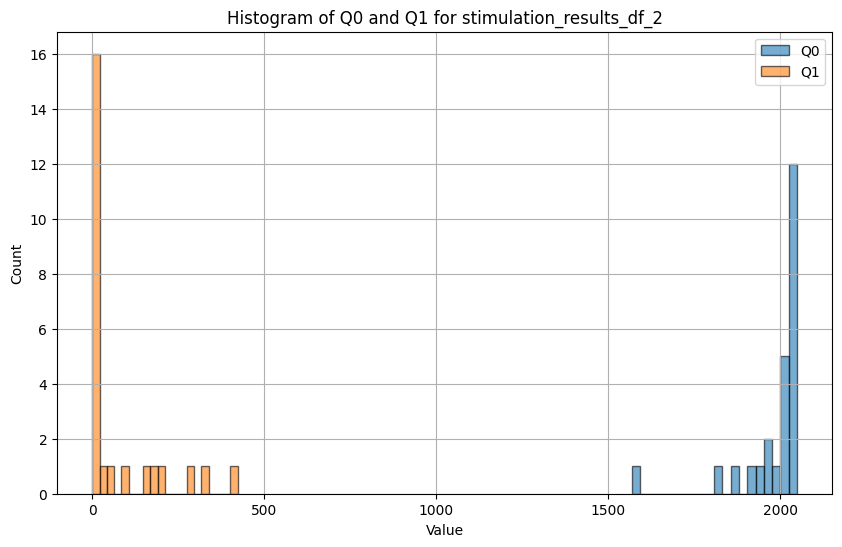 Histogram of Q0 and Q1 for stimulation_results_df_2
Q0
Q1
16
14
12
10
8
6
4
2
0
Count
0
500
1000
1500
2000
Value